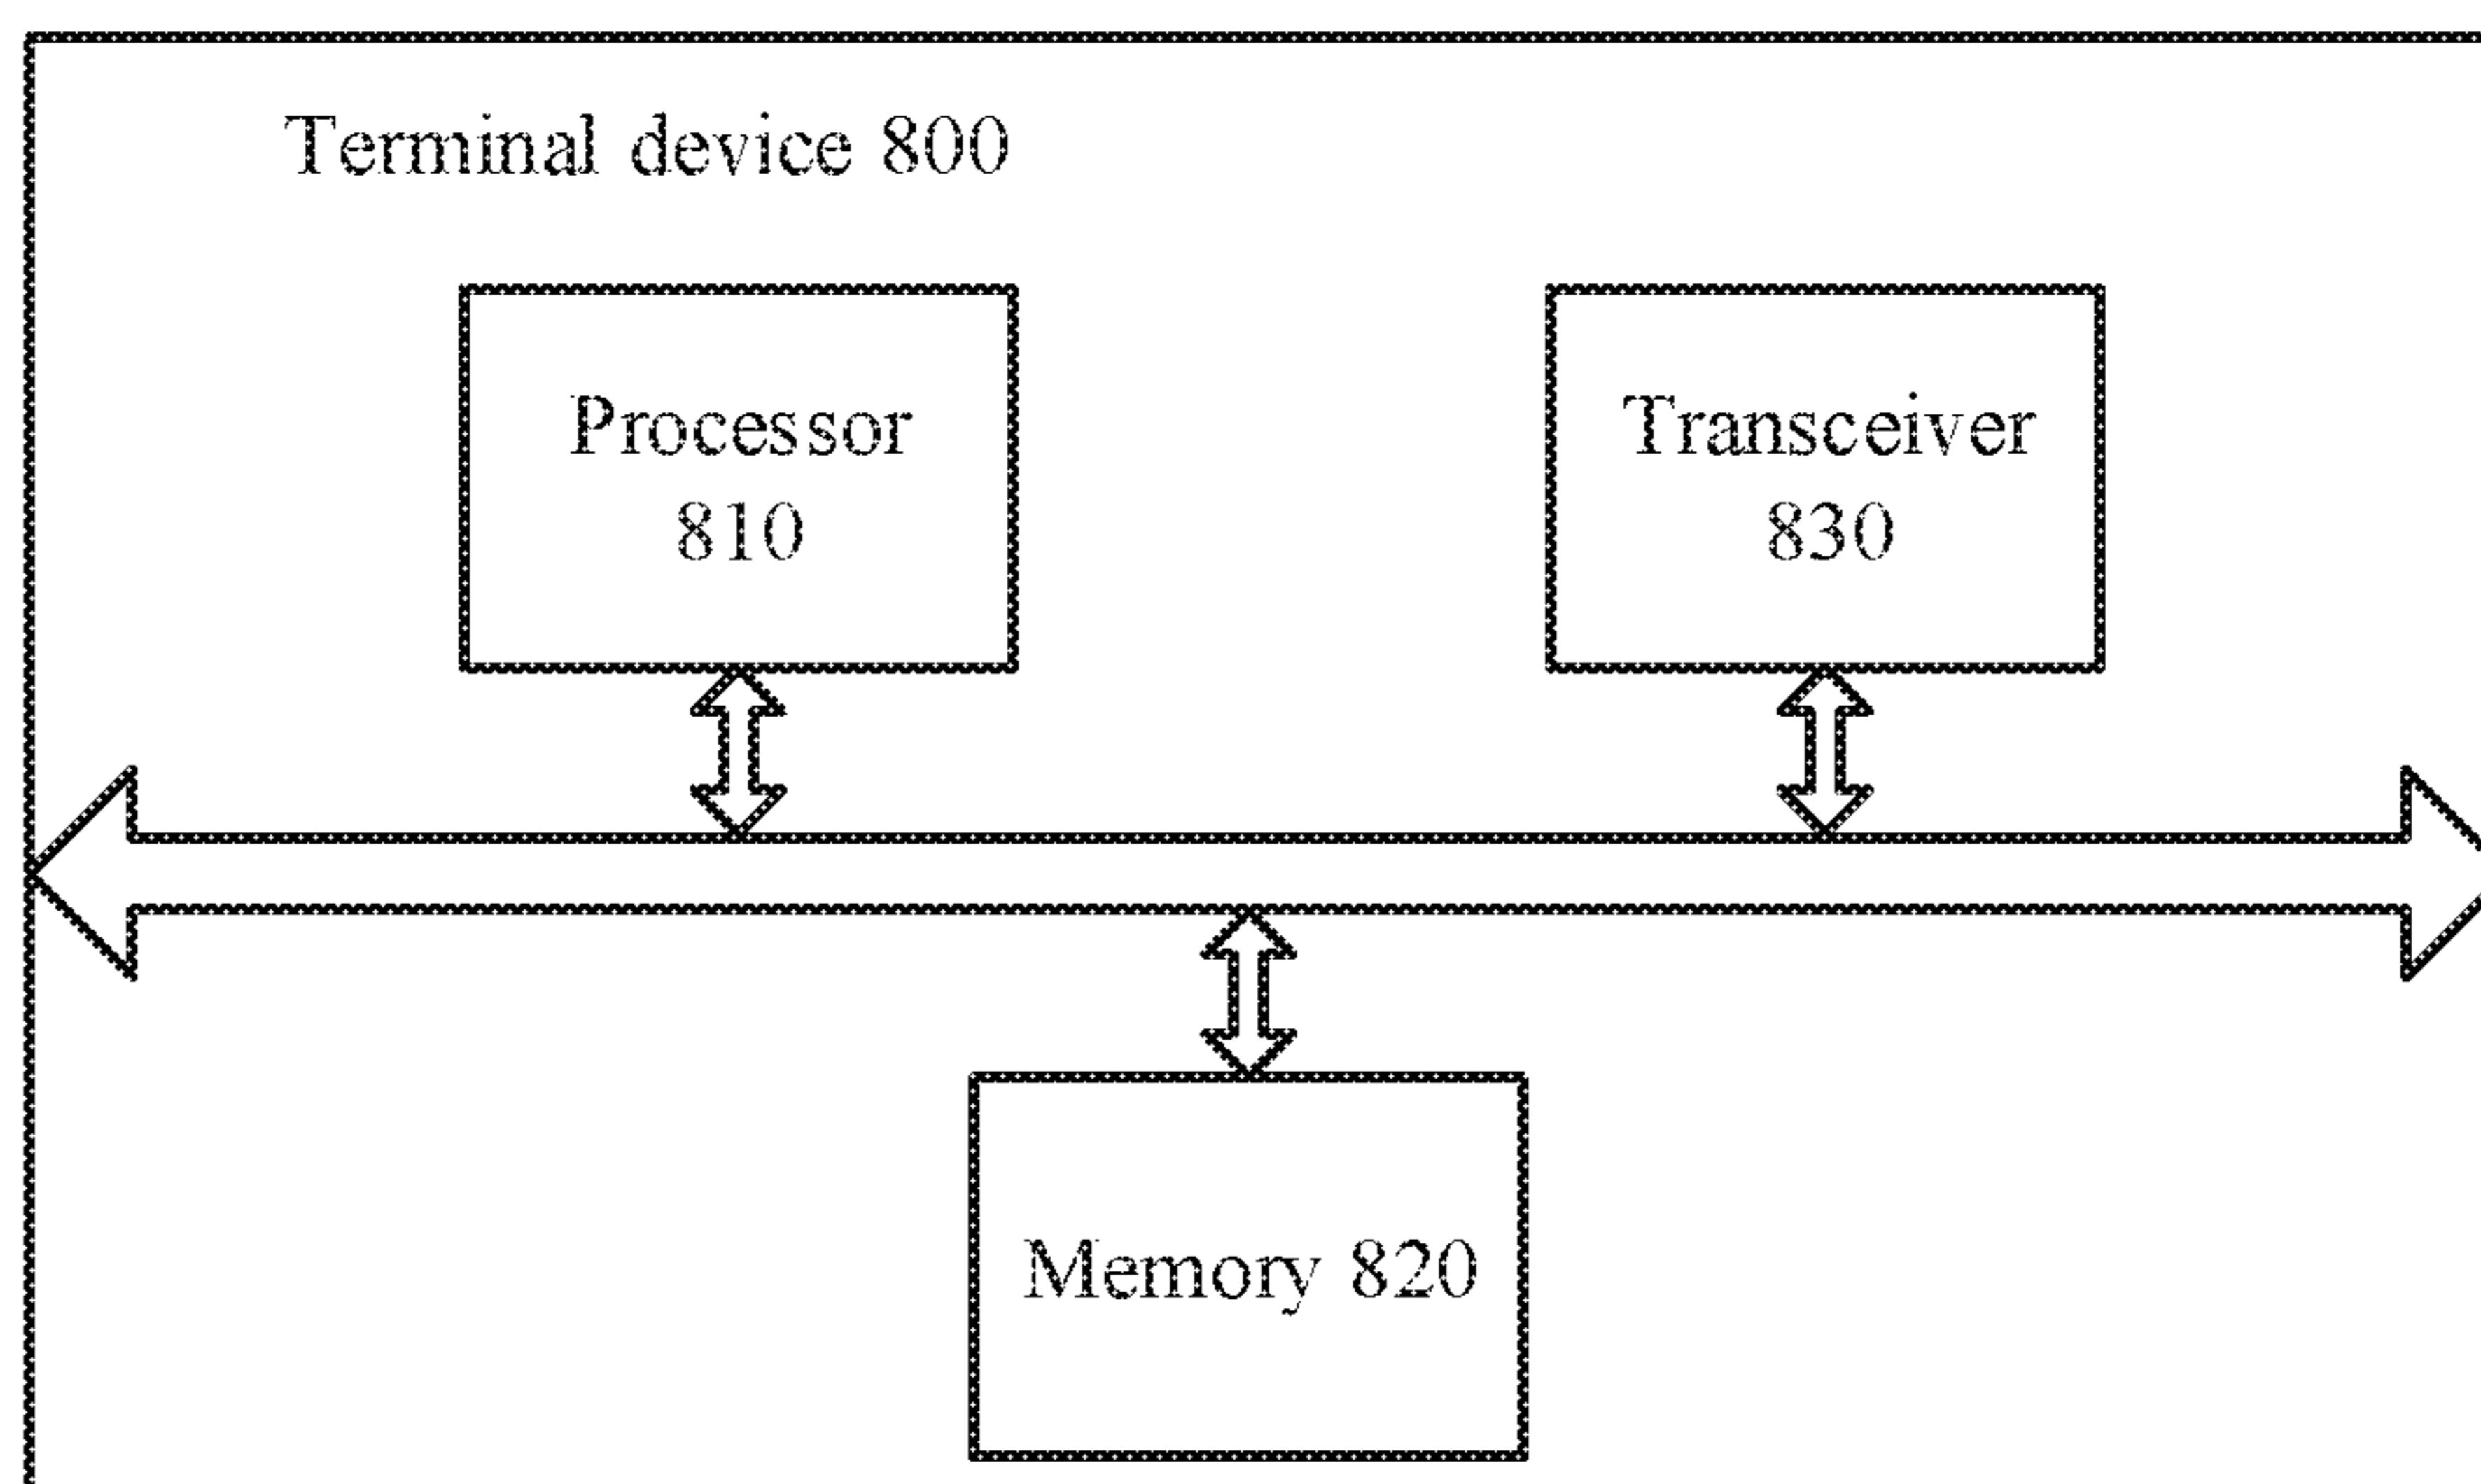 Terminal device 800
Processor
810
Transceiver
830
Memory 820